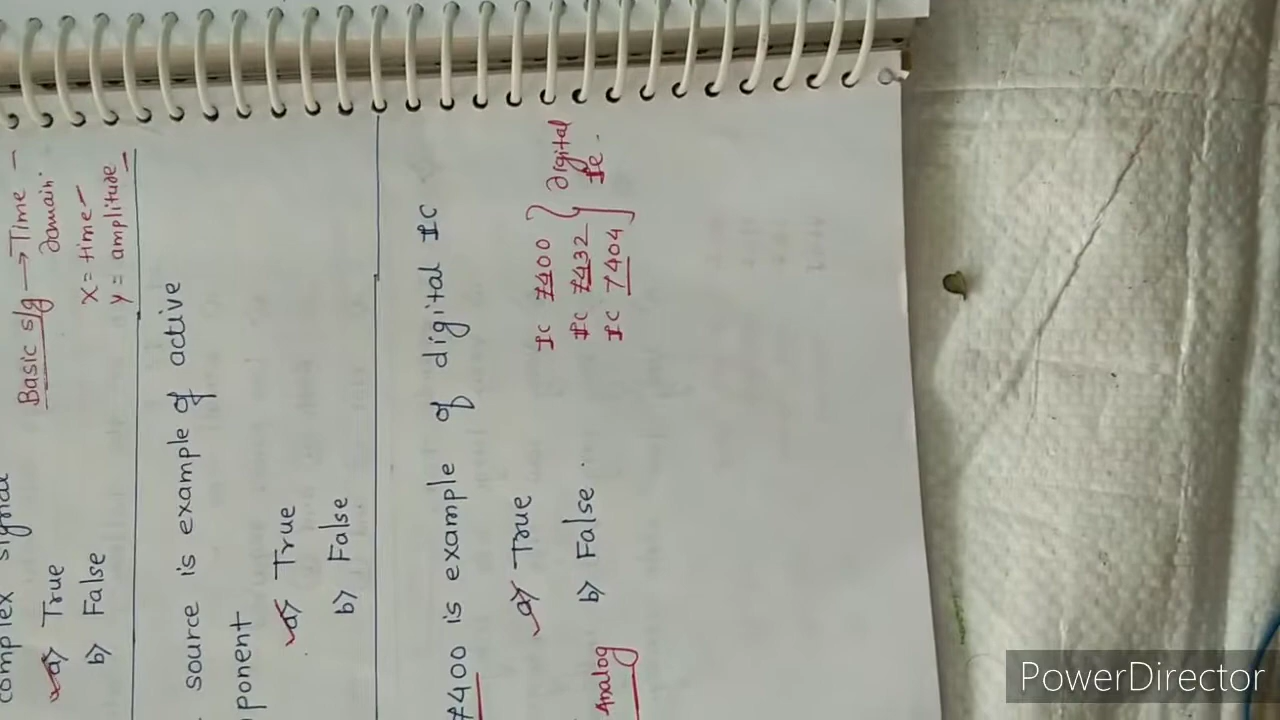 complex signal
a) True
b) False
Basic s/g → Time
domain.
x = time
y = amplitude
source is example of active
ponent
a) True
b) False
7400 is example of digital IC
a) True
b) False.
IC 7400
IC 7432
IC 7404
Digital
Ic.
Analog
PowerDirector